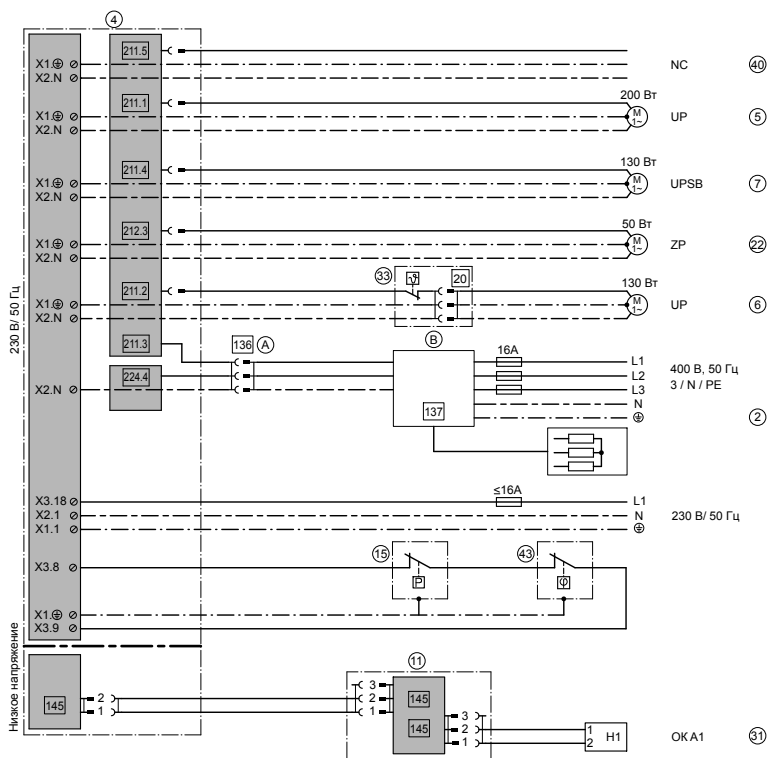 4
211.5
X1.
X2.N
NC
40
200 Вт
211.1
X1.
X2.N
M
1~
UP
5
130 Вт
211.4
X1.
X2.N
M
1~
UPSB
7
50 Вт
212.3
X1.
X2.N
M
1~
ZP
22
130 Вт
33
20
ϑ
211.2
X1.
X2.N
M
1~
UP
6
230 В/ 50 Гц
211.3
136
A
B
16A
L1
L2
L3
N
400 В, 50 Гц
3 / N / PE
224.4
X2.N
137
2
≤16A
X3.18
X2.1
X1.1
L1
N
230 В/ 50 Гц
15
43
X3.8
P
φ
X1.
X3.9
Низкое напряжение
11
145
2
1
3
2
1
145
145
3
2
1
1
2
H1
OK A1
31